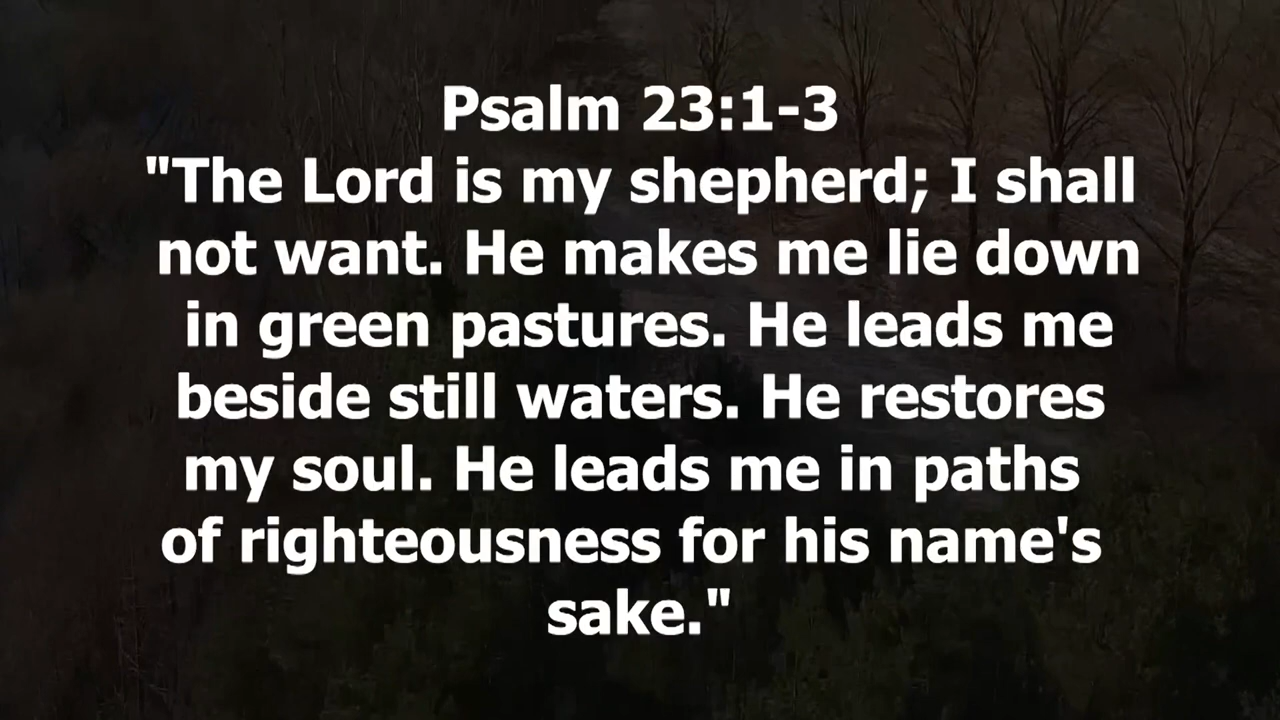 Psalm 23:1-3
"The Lord is my shepherd; I shall
not want. He makes me lie down
in green pastures. He leads me
beside still waters. He restores
my soul. He leads me in paths
of righteousness for his name's
sake."